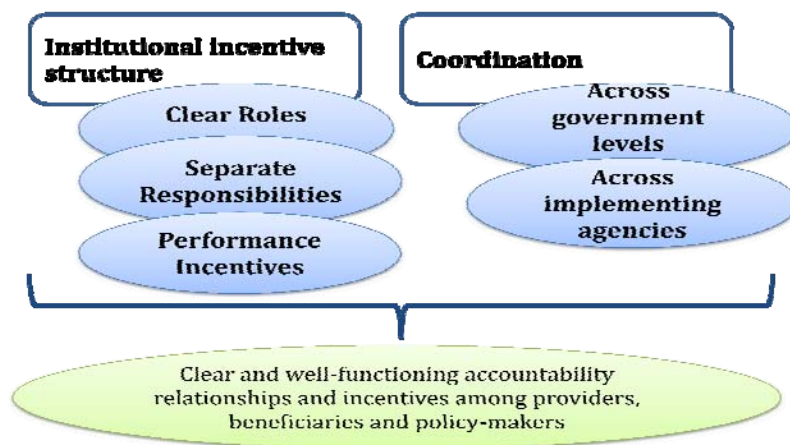 Institutional incentive
structure
Clear Roles
Separate
Responsibilities
Performance
Incentives
Coordination
Across
government
levels
Across
implementing
agencies
Clear and well-functioning accountability
relationships and incentives among providers,
beneficiaries and policy-makers